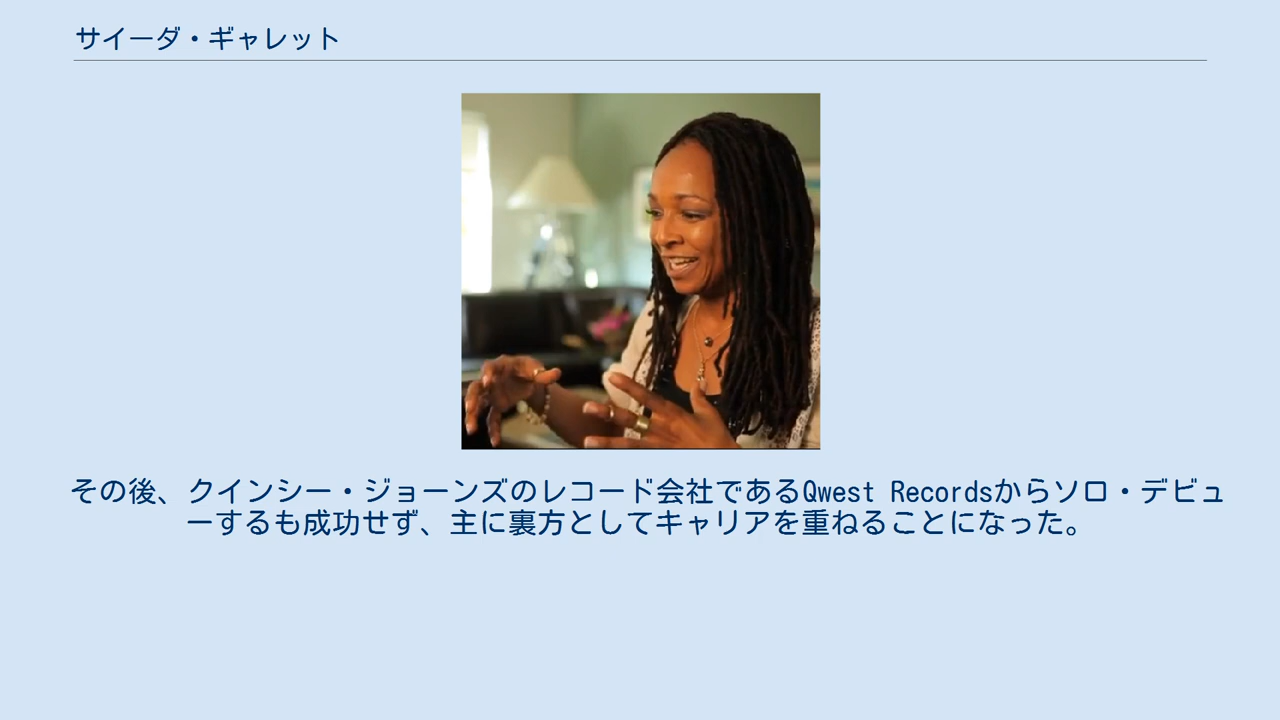 サイーダ・ギャレット
その後、クインシー・ジョーンズのレコード会社であるQwest Recordsからソロ・デビュ
ーするも成功せず、主に裏方としてキャリアを重ねることになった。